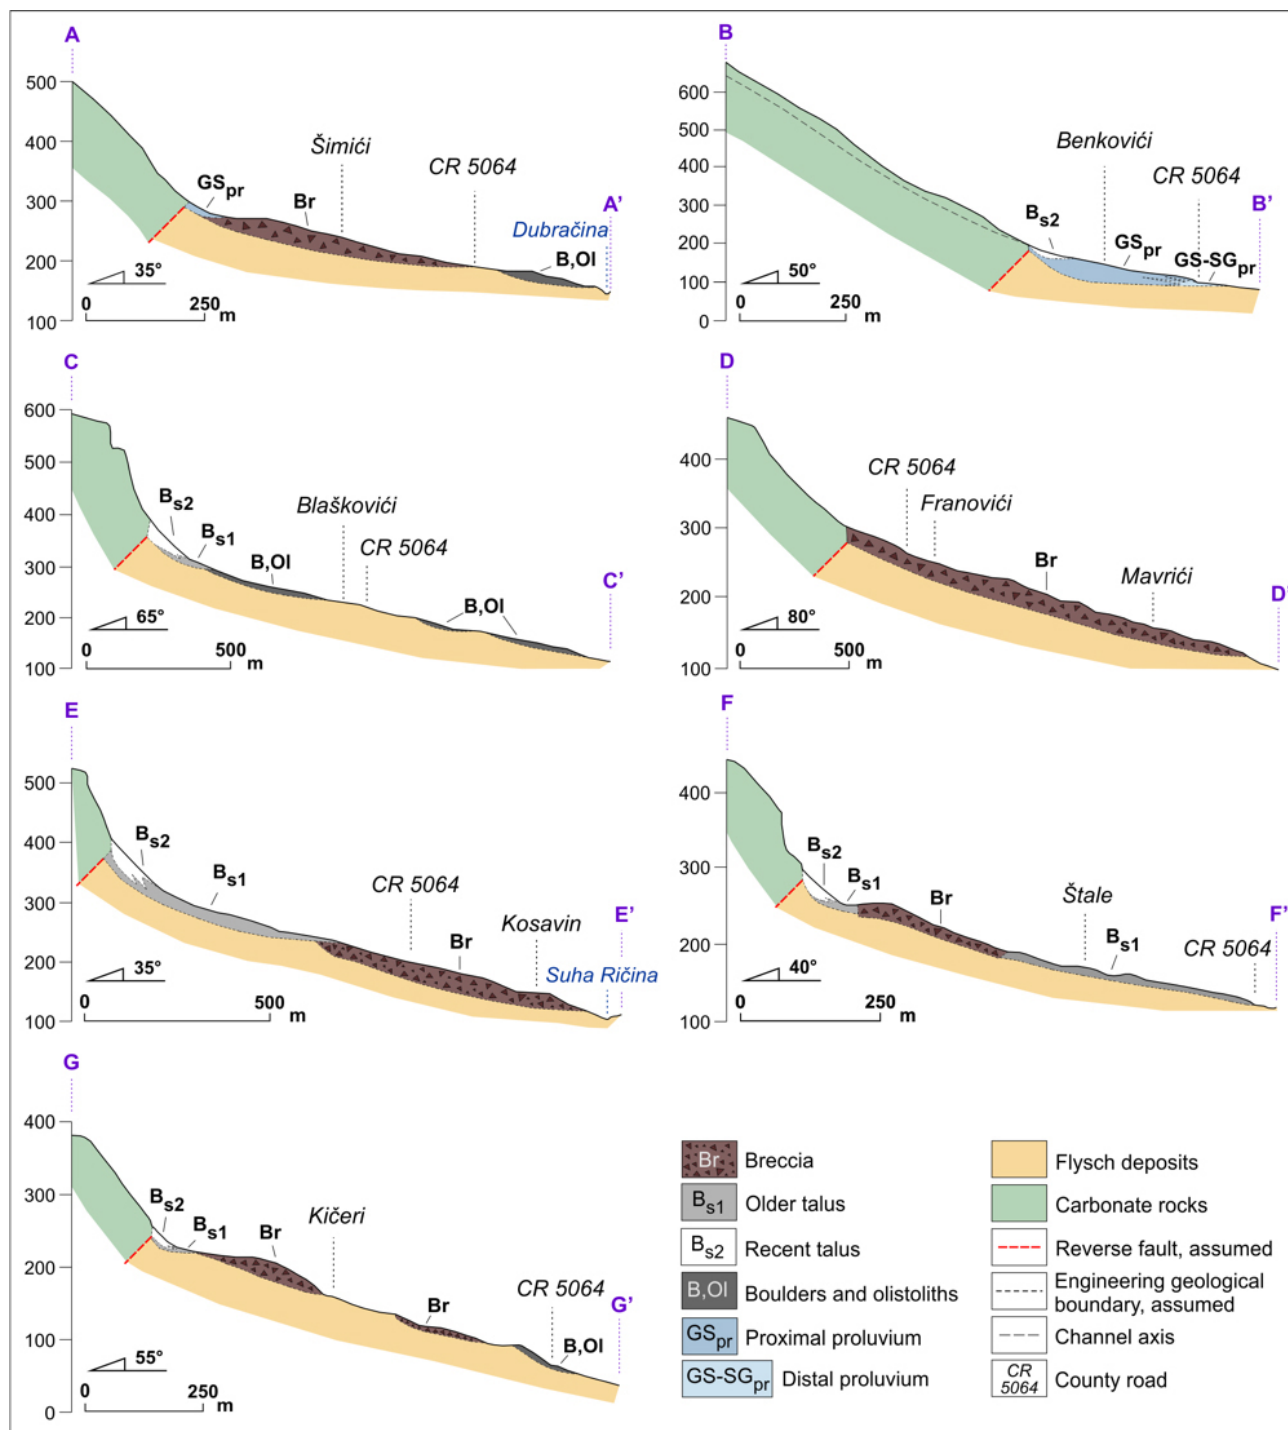 A
500
400
300
200
100
GSpr
Br
Šimići
CR 5064
A’
Dubračina
B,Ol
35°
0 250 m
B
600
500
400
300
200
100
0
Benkovići
CR 5064
B’
Bs2
GSpr
GS-SGpr
50°
0 250 m
C
600
500
400
300
200
100
Bs2
Bs1
Blaškovići
CR 5064
B,Ol
B,Ol
C’
65°
0 500 m
D
400
300
200
100
CR 5064
Franovići
Br
Mavrići
D’
80°
0 500 m
E
500
400
300
200
100
Bs2
Bs1
CR 5064
Br
Kosavin
E’
Suha Ričina
35°
0 500 m
F
400
300
200
100
Bs2
Bs1
Br
Štale
Bs1
CR 5064
F’
40°
0 250 m
G
400
300
200
100
0
Bs2
Bs1
Br
Kičeri
Br
CR 5064
B,Ol
G’
55°
0 250 m
Br Breccia
Bs1 Older talus
Bs2 Recent talus
B,Ol Boulders and olistoliths
GSpr Proximal proluvium
GS-SGpr Distal proluvium
Flysch deposits
Carbonate rocks
Reverse fault, assumed
Engineering geological
boundary, assumed
Channel axis
CR
5064 County road